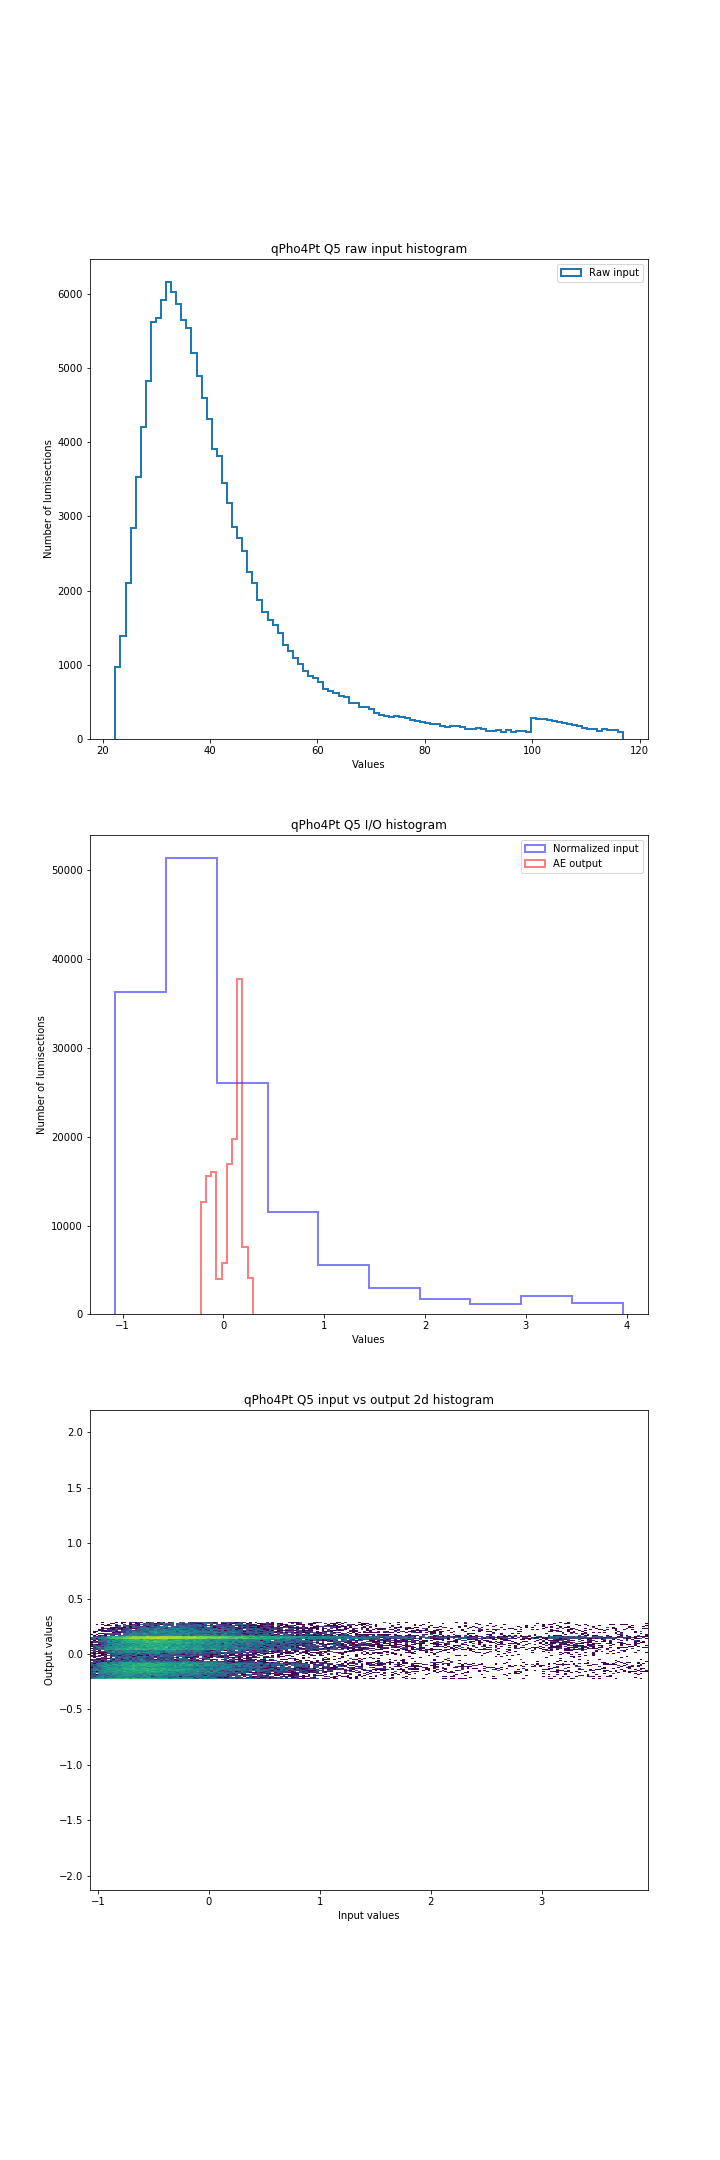 qPho4Pt Q5 raw input histogram
Raw input
Number of lumisections
6000
5000
4000
3000
2000
1000
0
20 40 60 80 100 120
Values
qPho4Pt Q5 I/O histogram
Normalized input
AE output
Number of lumisections
50000
40000
30000
20000
10000
0
−1 0 1 2 3 4
Values
qPho4Pt Q5 input vs output 2d histogram
Output values
2.0
1.5
1.0
0.5
0.0
−0.5
−1.0
−1.5
−2.0
−1 0 1 2 3
Input values